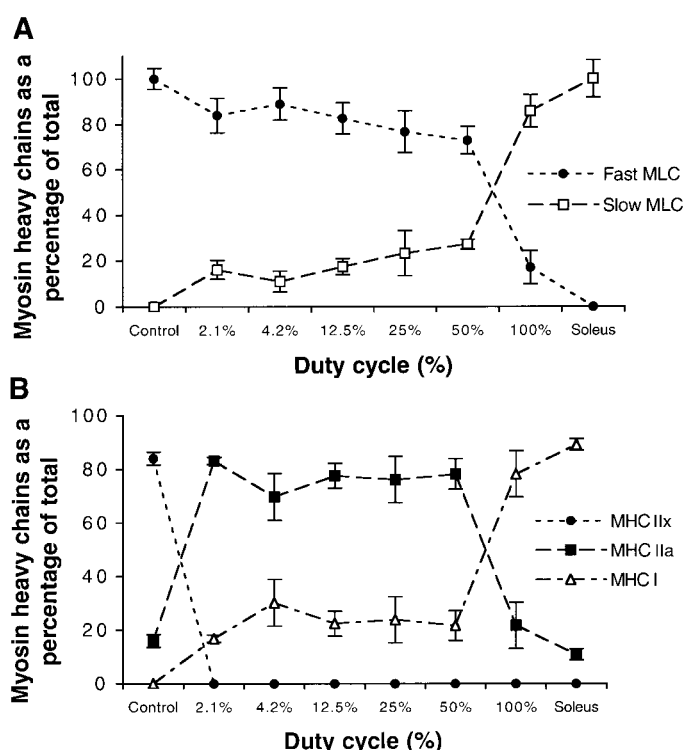 A
Myosin heavy chains as a
percentage of total
100
80
60
40
20
0
Fast MLC
Slow MLC
Control 2.1% 4.2% 12.5% 25% 50% 100% Soleus
Duty cycle (%)
B
Myosin heavy chains as a
percentage of total
100
80
60
40
20
0
MHC IIx
MHC IIa
MHC I
Control 2.1% 4.2% 12.5% 25% 50% 100% Soleus
Duty cycle (%)